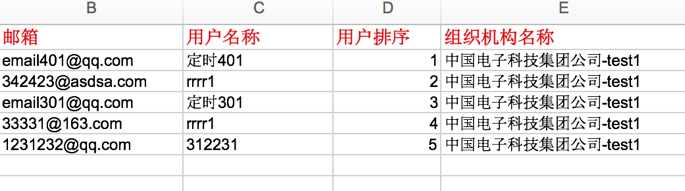 B C D E
邮箱 用户名称 用户排序 组织机构名称
email401@qq.com 定时401 1 中国电子科技集团公司-test1
342423@asdsa.com rrrr1 2 中国电子科技集团公司-test1
email301@qq.com 定时301 3 中国电子科技集团公司-test1
33331@163.com rrrr1 4 中国电子科技集团公司-test1
1231232@qq.com 312231 5 中国电子科技集团公司-test1